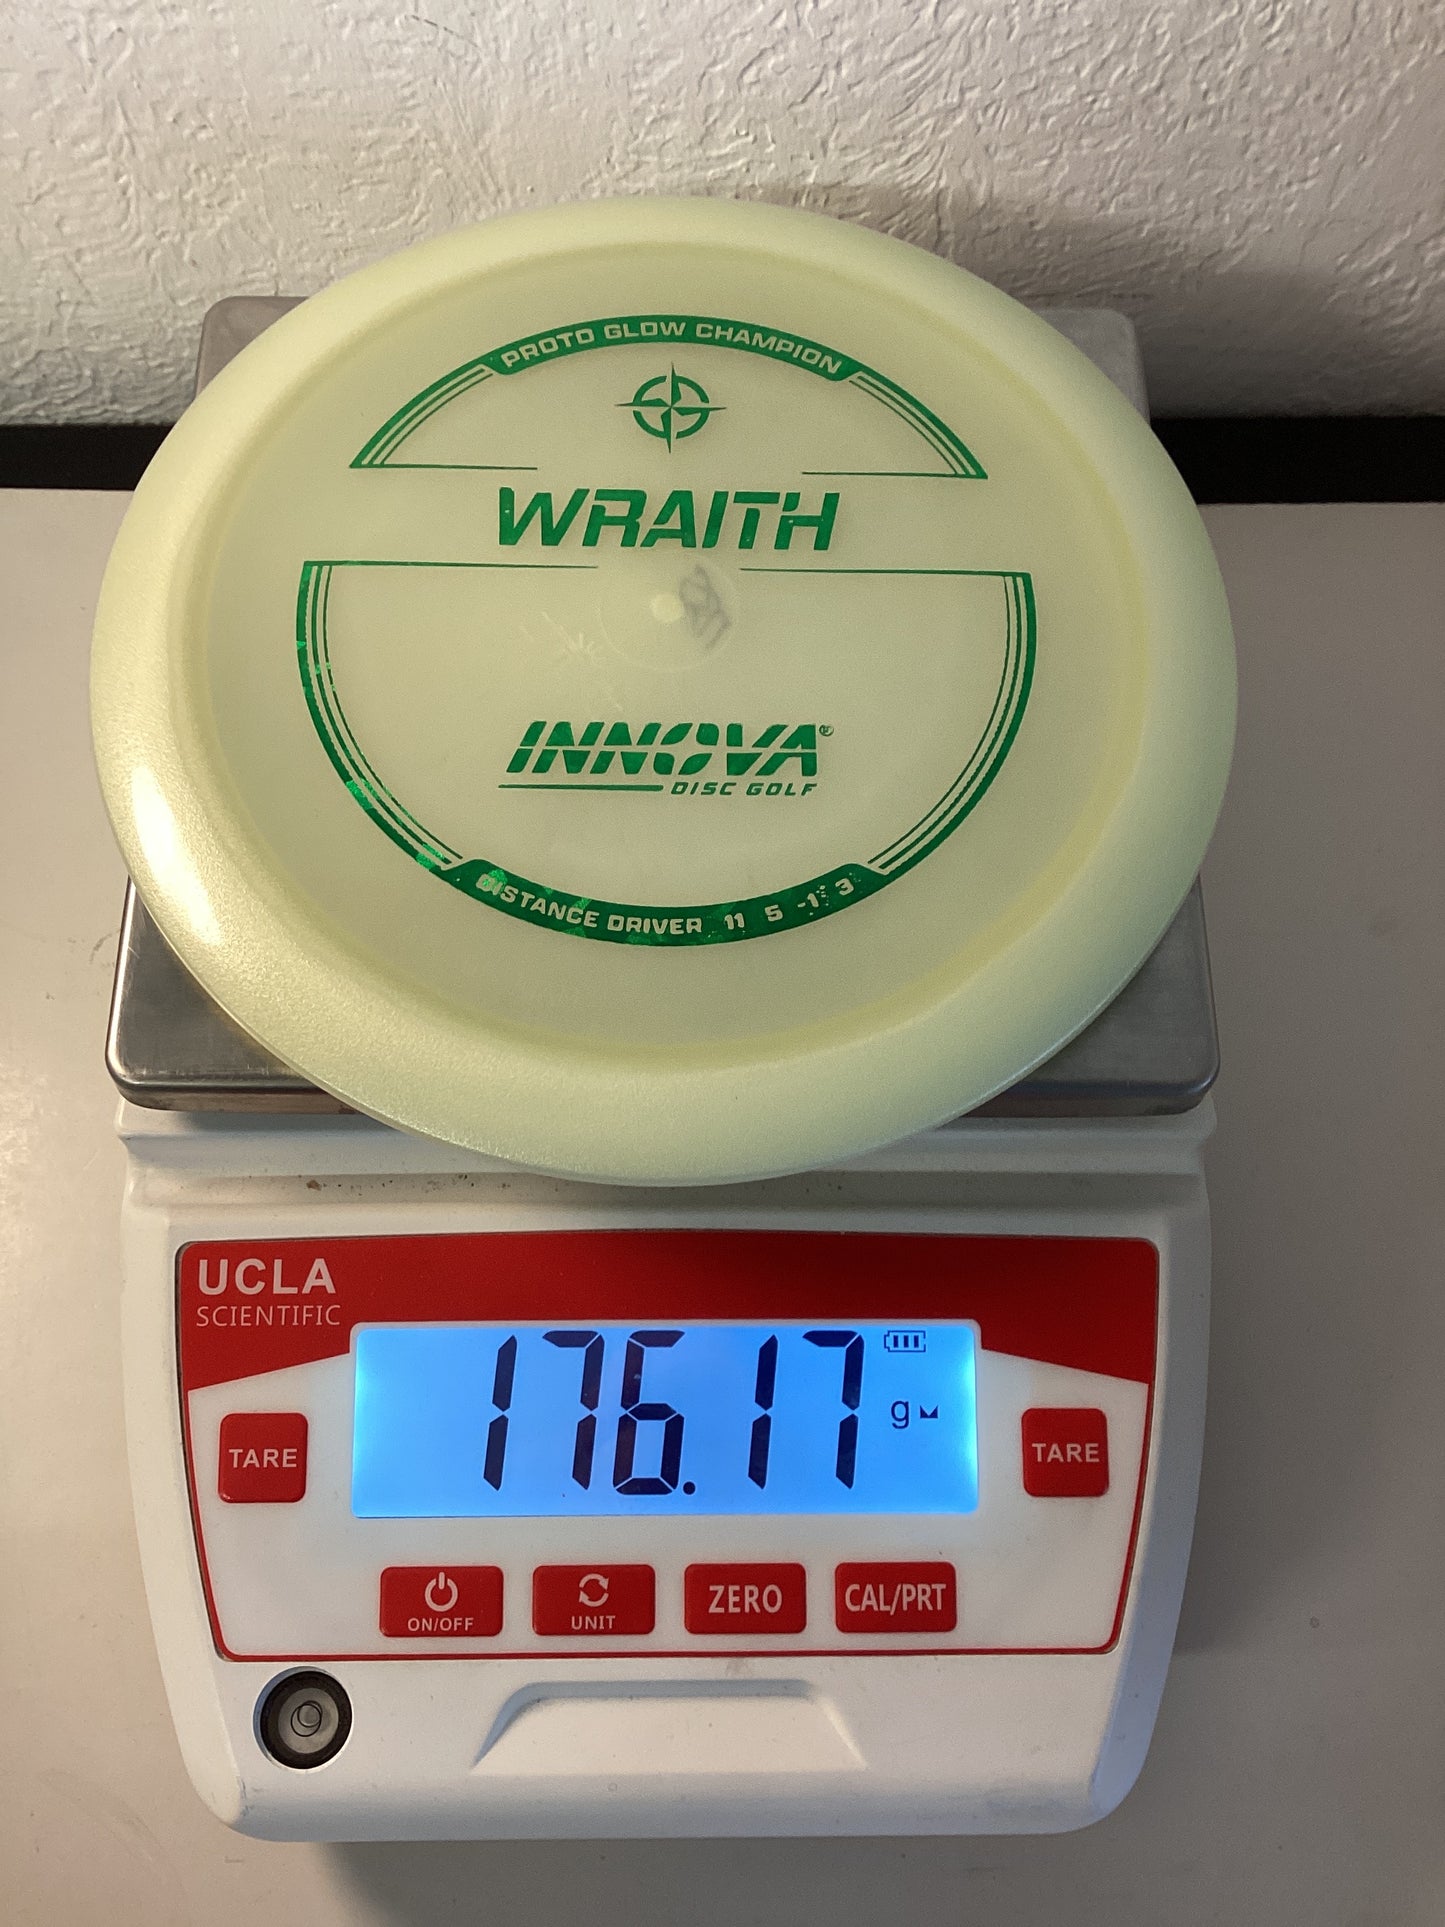 PROTO GLOW CHAMPION
WRAITH
INNOVA®
DISC GOLF
DISTANCE DRIVER 11 5 -1 3
UCLA
SCIENTIFIC
176.17
g
TARE
TARE
ON/OFF
UNIT
ZERO
CAL/PRT